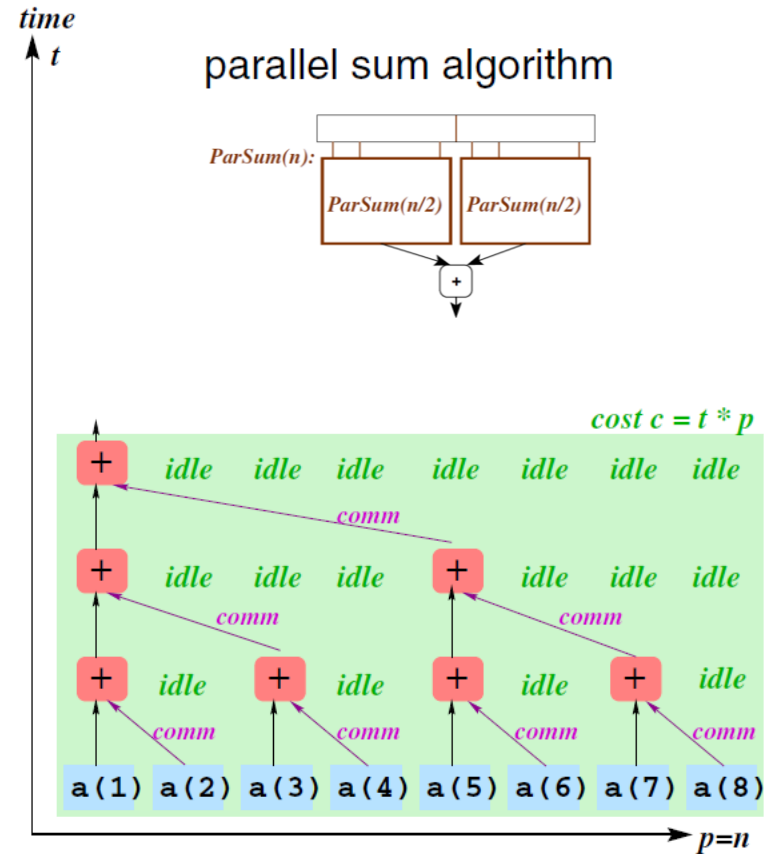 time
t
parallel sum algorithm
ParSum(n):
ParSum(n/2) ParSum(n/2)
+
cost c = t * p
+ idle idle idle idle idle idle idle
comm
+ idle idle idle + idle idle idle
comm comm
+ idle + idle + idle + idle
comm comm comm comm
a(1) a(2) a(3) a(4) a(5) a(6) a(7) a(8)
p=n